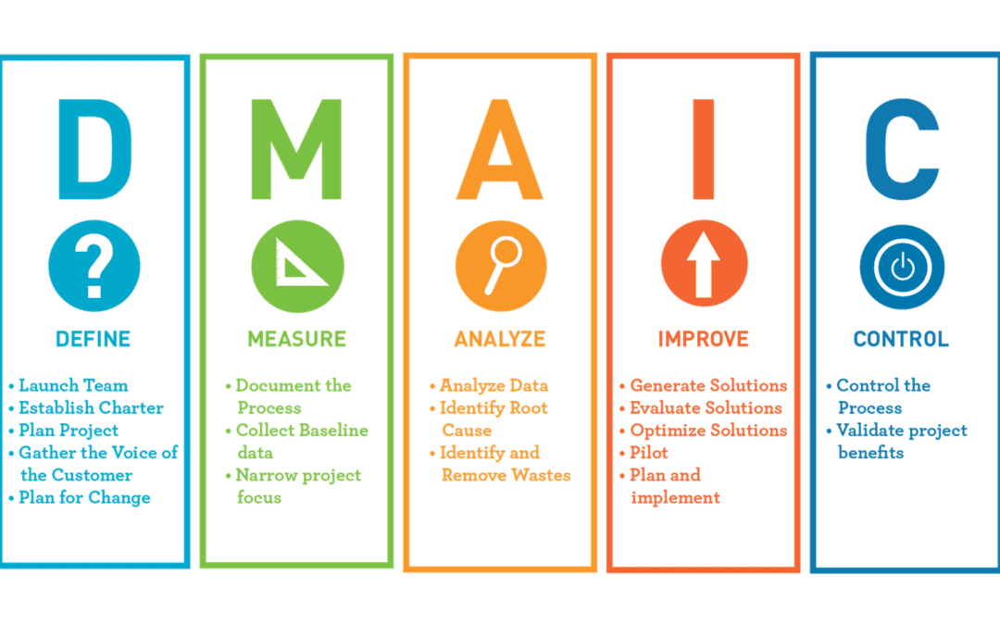 D
DEFINE
• Launch Team
• Establish Charter
• Plan Project
• Gather the Voice of
the Customer
• Plan for Change
M
MEASURE
• Document the
Process
• Collect Baseline
data
• Narrow project
focus
A
ANALYZE
• Analyze Data
• Identify Root
Cause
• Identify and
Remove Wastes
I
IMPROVE
• Generate Solutions
• Evaluate Solutions
• Optimize Solutions
• Pilot
• Plan and
implement
C
CONTROL
• Control the
Process
• Validate project
benefits